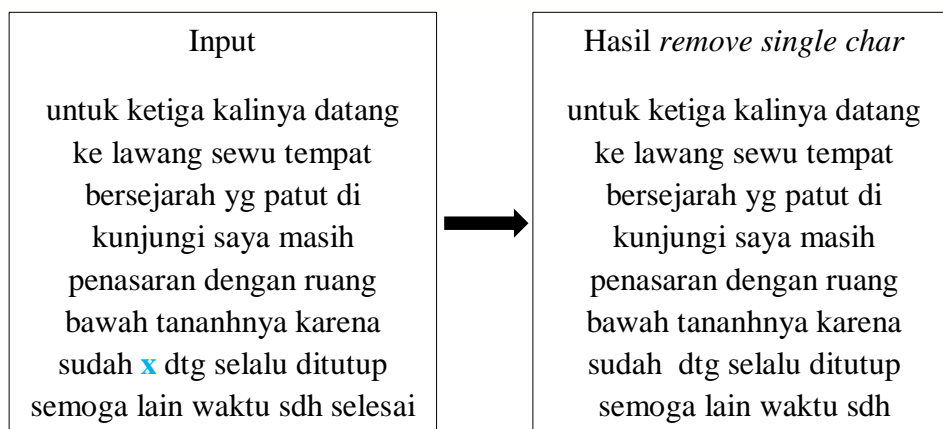 Input
untuk ketiga kalinya datang
ke lawang sewu tempat
bersejarah yg patut di
kunjungi saya masih
penasaran dengan ruang
bawah tananhnya karena
sudah x dtg selalu ditutup
semoga lain waktu sdh selesai
Hasil remove single char
untuk ketiga kalinya datang
ke lawang sewu tempat
bersejarah yg patut di
kunjungi saya masih
penasaran dengan ruang
bawah tananhnya karena
sudah  dtg selalu ditutup
semoga lain waktu sdh